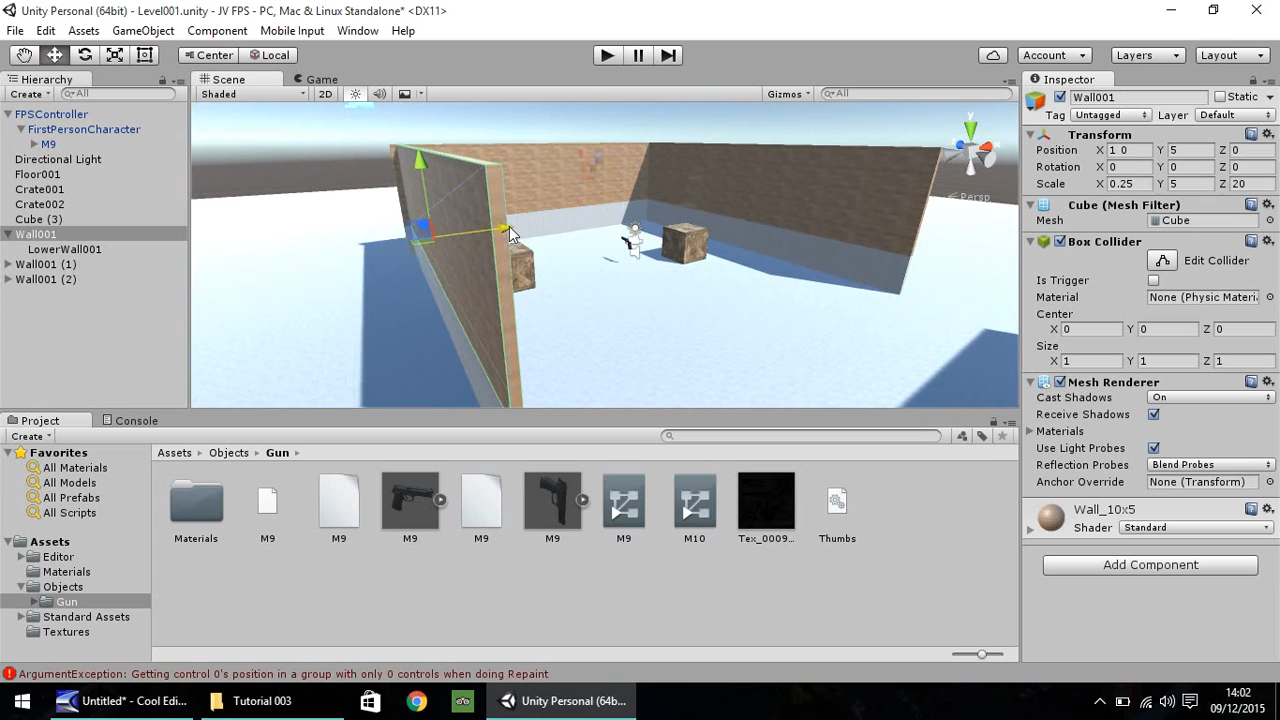 Unity Personal (64bit) - Level001.unity - JV FPS - PC, Mac & Linux Standalone* <DX11>
File Edit Assets GameObject Component Mobile Input Window Help
Center Local Account Layers Layout
Hierarchy
Create All
FPSController
FirstPersonCharacter
M9
Directional Light
Floor001
Crate001
Crate002
Cube (3)
Wall001
LowerWall001
Wall001 (1)
Wall001 (2)
Scene Game
Shaded 2D Gizmos All
y
x
Persp
Inspector
Wall001 Static
Tag Untagged Layer Default
Transform
Position X 1 0 Y 5 Z 0
Rotation X 0 Y 0 Z 0
Scale X 0.25 Y 5 Z 20
Cube (Mesh Filter)
Mesh Cube
Box Collider
Edit Collider
Is Trigger
Material None (Physic Materi
Center
X 0 Y 0 Z 0
Size
X 1 Y 1 Z 1
Mesh Renderer
Cast Shadows On
Receive Shadows
Materials
Use Light Probes
Reflection Probes Blend Probes
Anchor Override None (Transform)
Wall_10x5
Shader Standard
Add Component
Project Console
Create
Favorites
All Materials
All Models
All Prefabs
All Scripts
Assets
Editor
Materials
Objects
Gun
Standard Assets
Textures
Assets Objects Gun
Materials M9 M9 M9 M9 M9 M9 M10 Tex_0009... Thumbs
ArgumentException: Getting control 0's position in a group with only 0 controls when doing Repaint
Untitled* - Cool Edi... Tutorial 003 Unity Personal (64b...
14:02
09/12/2015